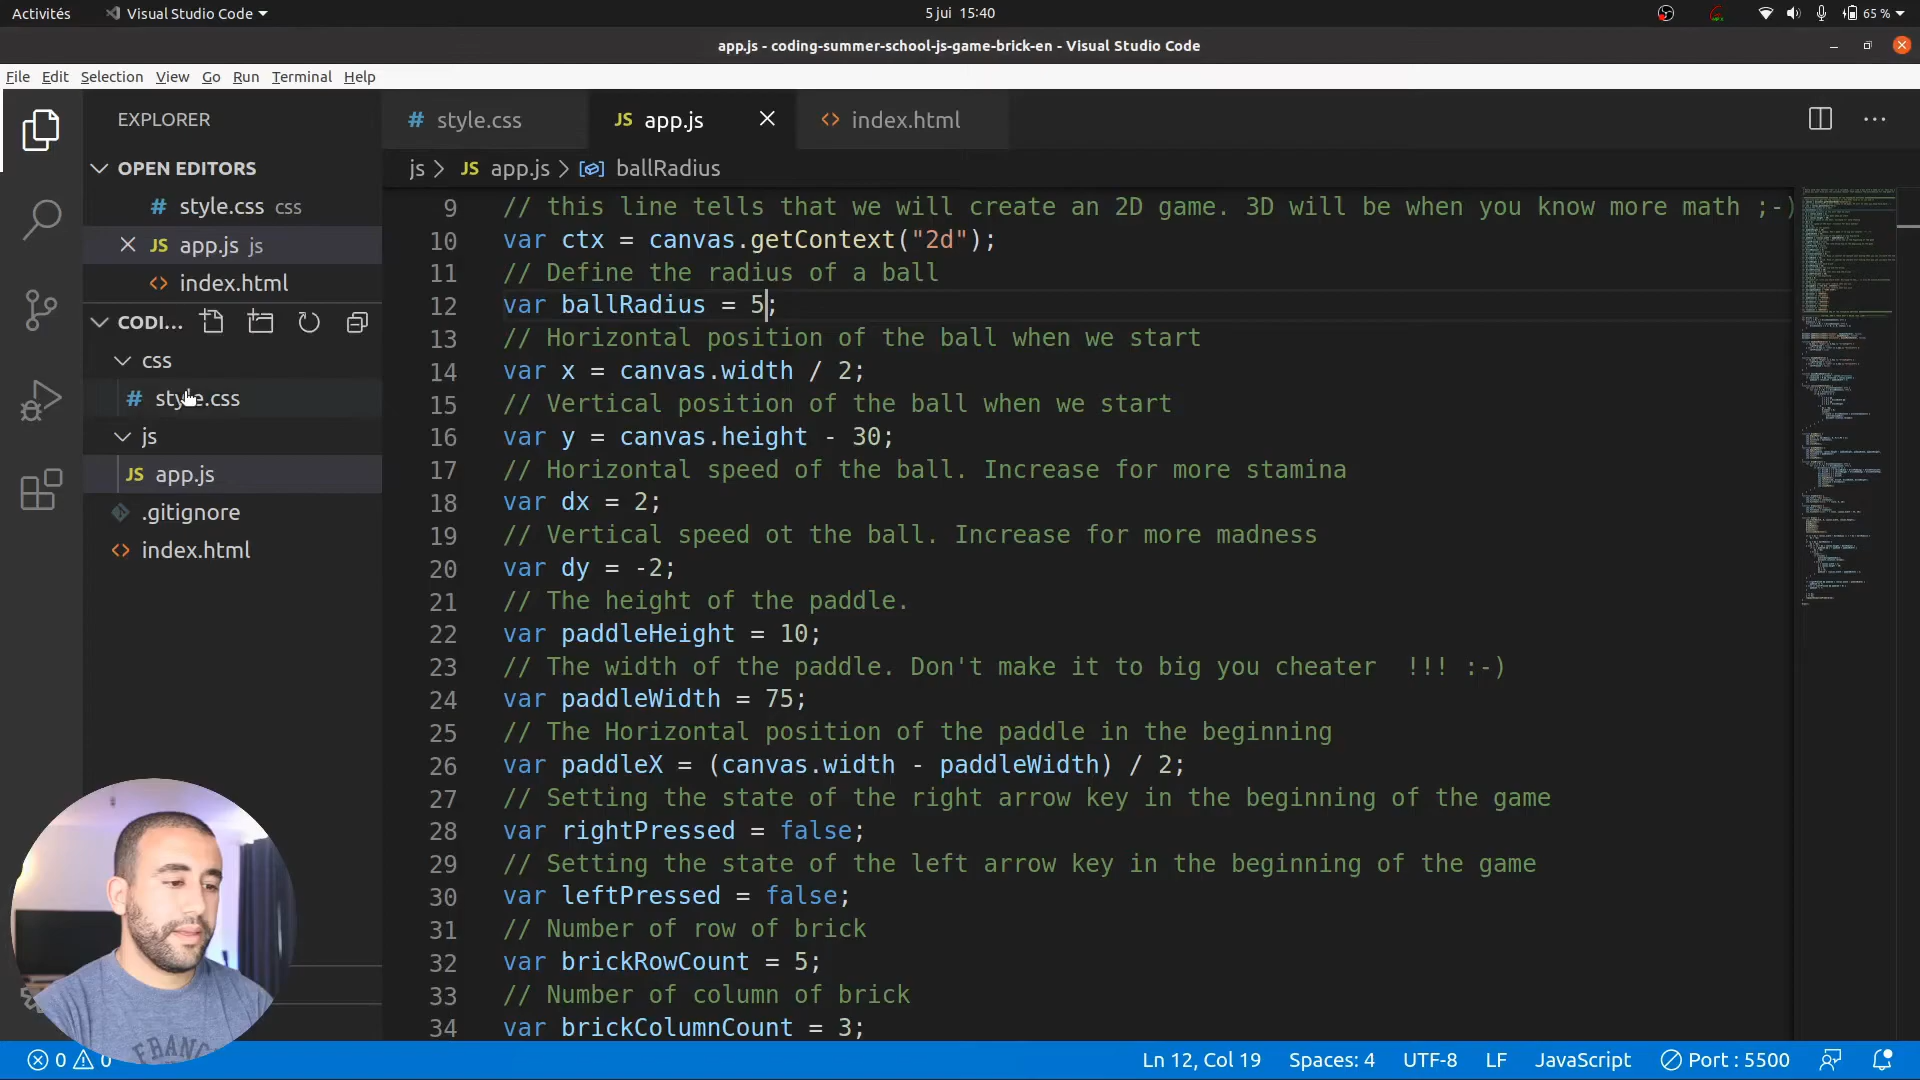 Activités
Visual Studio Code
5 jui 15:40
65 %
app.js - coding-summer-school-js-game-brick-en - Visual Studio Code
File Edit Selection View Go Run Terminal Help
EXPLORER
OPEN EDITORS
# style.css css
JS app.js js
<> index.html
CODI...
css
# style.css
js
JS app.js
.gitignore
<> index.html
# style.css
JS app.js
<> index.html
js > JS app.js > ballRadius
9 // this line tells that we will create an 2D game. 3D will be when you know more math ;-)
10 var ctx = canvas.getContext("2d");
11 // Define the radius of a ball
12 var ballRadius = 5;
13 // Horizontal position of the ball when we start
14 var x = canvas.width / 2;
15 // Vertical position of the ball when we start
16 var y = canvas.height - 30;
17 // Horizontal speed of the ball. Increase for more stamina
18 var dx = 2;
19 // Vertical speed ot the ball. Increase for more madness
20 var dy = -2;
21 // The height of the paddle.
22 var paddleHeight = 10;
23 // The width of the paddle. Don't make it to big you cheater  !!! :-)
24 var paddleWidth = 75;
25 // The Horizontal position of the paddle in the beginning
26 var paddleX = (canvas.width - paddleWidth) / 2;
27 // Setting the state of the right arrow key in the beginning of the game
28 var rightPressed = false;
29 // Setting the state of the left arrow key in the beginning of the game
30 var leftPressed = false;
31 // Number of row of brick
32 var brickRowCount = 5;
33 // Number of column of brick
34 var brickColumnCount = 3;
FRANC
0 0
Ln 12, Col 19
Spaces: 4
UTF-8
LF
JavaScript
Port : 5500